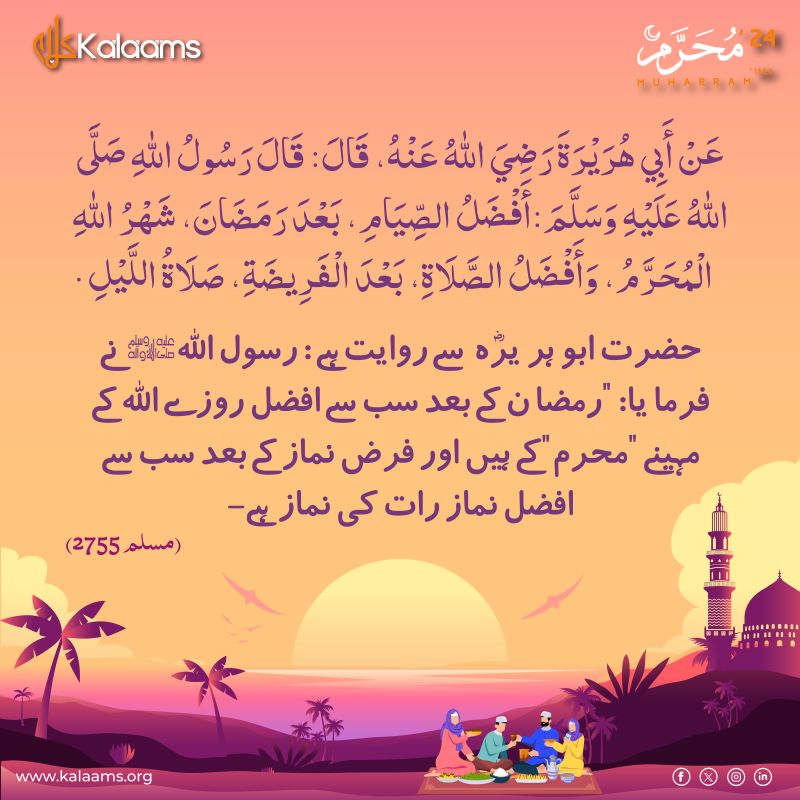 کلام Kalaams
مُحَرَّم '24
MUHARRAM
عَنْ أَبِي هُرَيْرَةَ رَضِيَ اللهُ عَنْهُ، قَالَ: قَالَ رَسُولُ اللهِ صَلَّى
اللهُ عَلَيْهِ وَسَلَّمَ: أَفْضَلُ الصِّيَامِ، بَعْدَ رَمَضَانَ، شَهْرُ اللهِ
الْمُحَرَّمُ، وَأَفْضَلُ الصَّلَاةِ، بَعْدَ الْفَرِيضَةِ، صَلَاةُ اللَّيْلِ.
حضرت ابو ہریرہؓ سے روایت ہے: رسول اللہ ﷺ نے
فرمایا: "رمضان کے بعد سب سے افضل روزے اللہ کے
مہینے "محرم" کے ہیں اور فرض نماز کے بعد سب سے
افضل نماز رات کی نماز ہے–
(مسلم 2755)
www.kalaams.org